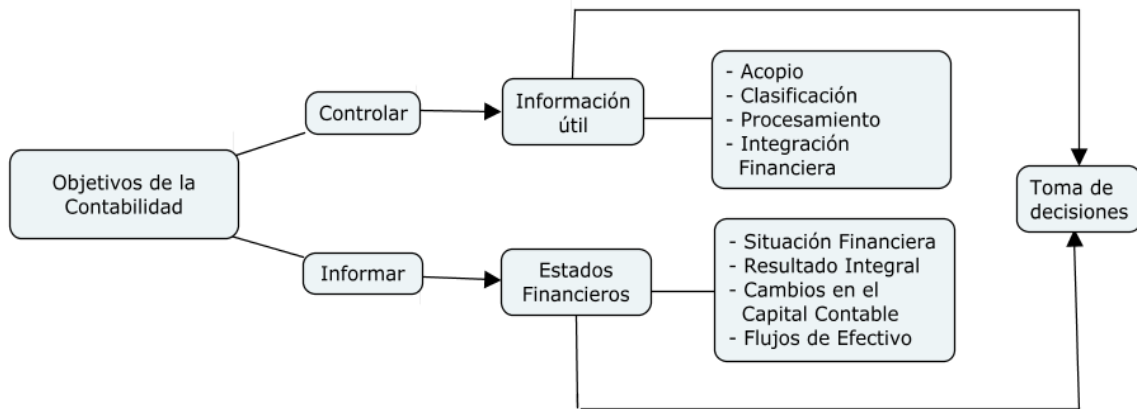 Objetivos de la
Contabilidad
Controlar
Información
útil
- Acopio
- Clasificación
- Procesamiento
- Integración
Financiera
Informar
Estados
Financieros
- Situación Financiera
- Resultado Integral
- Cambios en el
Capital Contable
- Flujos de Efectivo
Toma de
decisiones